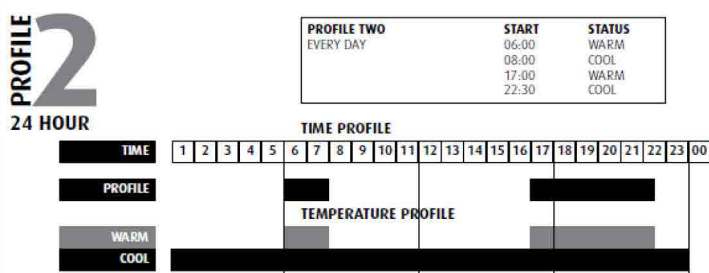 PROFILE
2
24 HOUR
PROFILE TWO START STATUS
EVERY DAY 06:00 WARM
08:00 COOL
17:00 WARM
22:30 COOL
TIME PROFILE
TIME 1 2 3 4 5 6 7 8 9 10 11 12 13 14 15 16 17 18 19 20 21 22 23 00
PROFILE
TEMPERATURE PROFILE
WARM
COOL